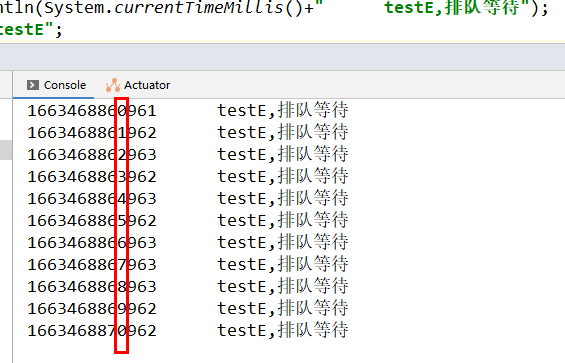 ntln(System.currentTimeMillis()+"      testE,排队等待");
testE";
Console Actuator
1663468860961      testE,排队等待
1663468861962      testE,排队等待
1663468862963      testE,排队等待
1663468863962      testE,排队等待
1663468864963      testE,排队等待
1663468865962      testE,排队等待
1663468866963      testE,排队等待
1663468867963      testE,排队等待
1663468868963      testE,排队等待
1663468869962      testE,排队等待
1663468870962      testE,排队等待